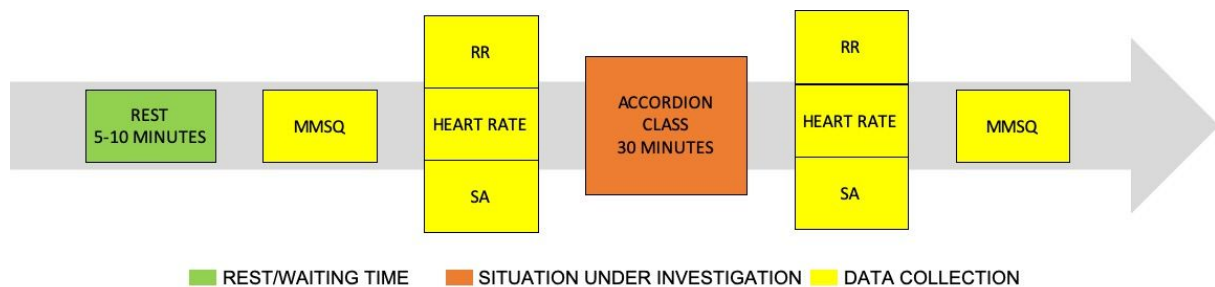 REST
5-10 MINUTES
MMSQ
RR
HEART RATE
SA
ACCORDION
CLASS
30 MINUTES
RR
HEART RATE
SA
MMSQ
REST/WAITING TIME
SITUATION UNDER INVESTIGATION
DATA COLLECTION